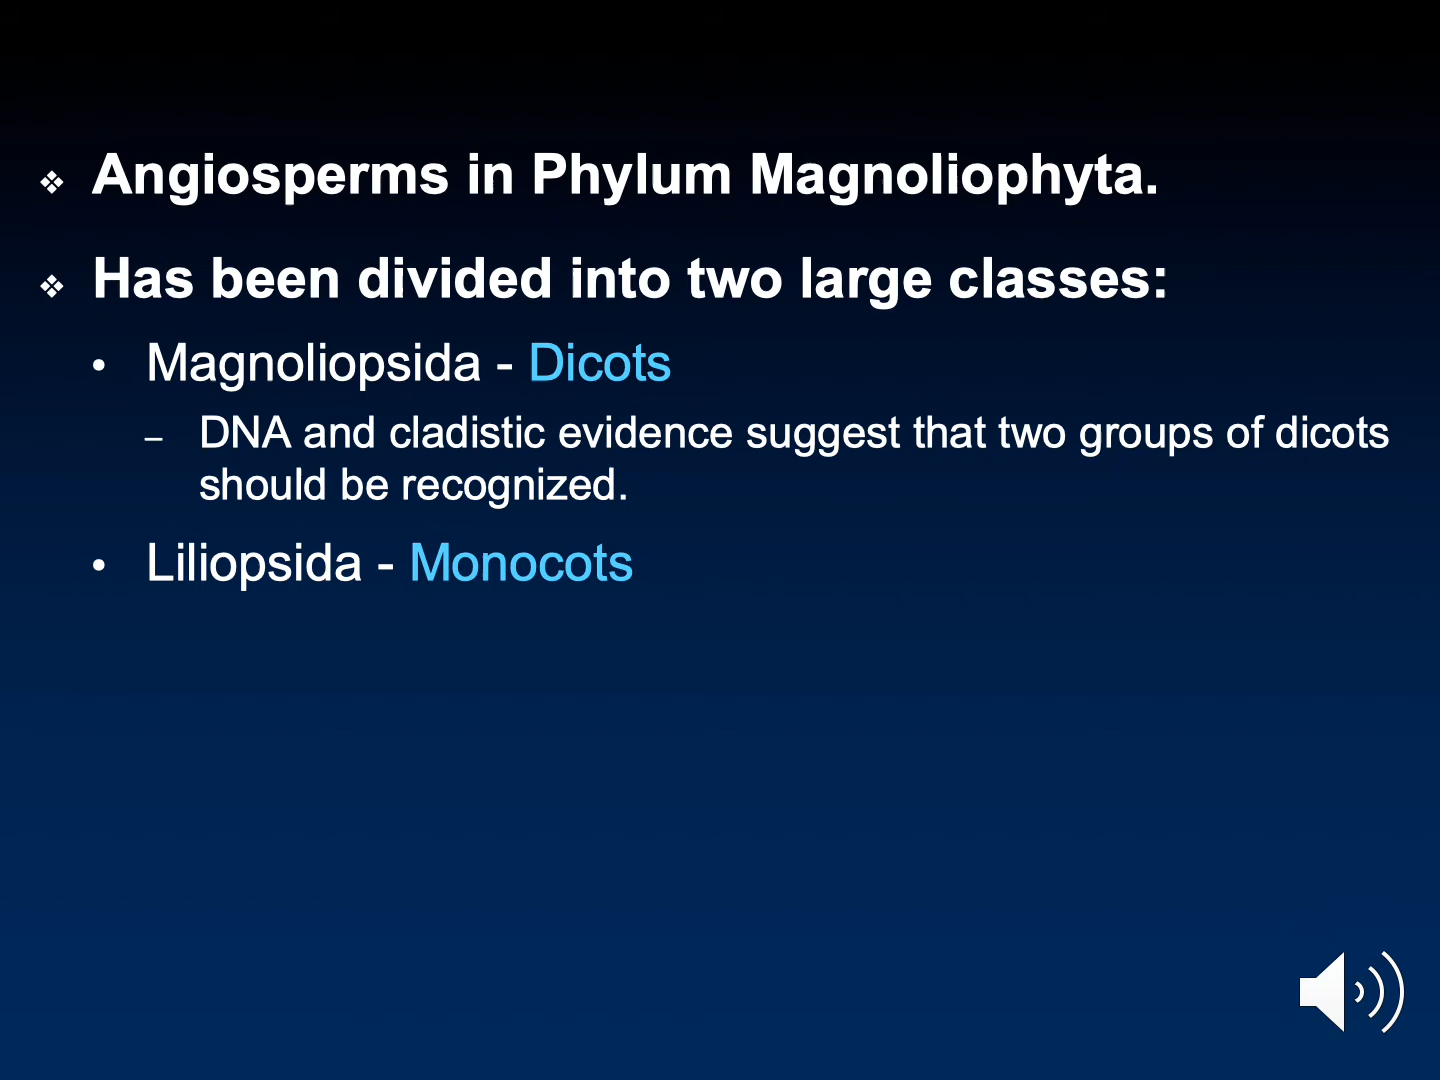 ❖ Angiosperms in Phylum Magnoliophyta.
❖ Has been divided into two large classes:
• Magnoliopsida - Dicots
– DNA and cladistic evidence suggest that two groups of dicots
should be recognized.
• Liliopsida - Monocots